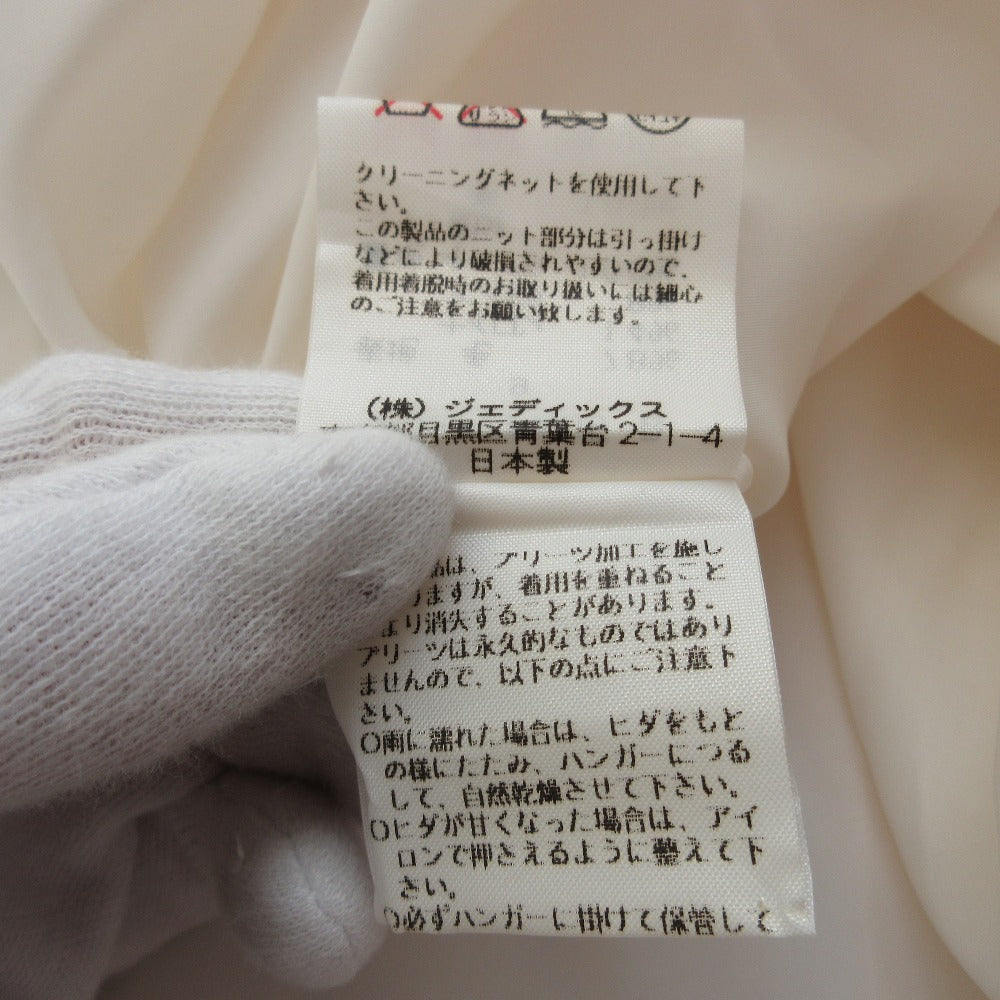 クリーニングネットを使用して下
さい。
この製品のニット部分は引っ掛け
などにより破損されやすいので、
着用着脱時のお取り扱いには細心
のご注意をお願い致します。
（株）ジェディックス
目黒区青葉台2-1-4
日本製
品は、プリーツ加工を施し
りますが、着用を重ねること
より消失することがあります。
プリーツは永久的なものではあり
ませんので、以下の点にご注意下
さい。
○雨に濡れた場合は、ヒダをもと
の様にたたみ、ハンガーにつる
して、自然乾燥させて下さい。
○ヒダが甘くなった場合は、アイ
ロンで押さえるように整えて下
さい。
○必ずハンガーに掛けて保管して